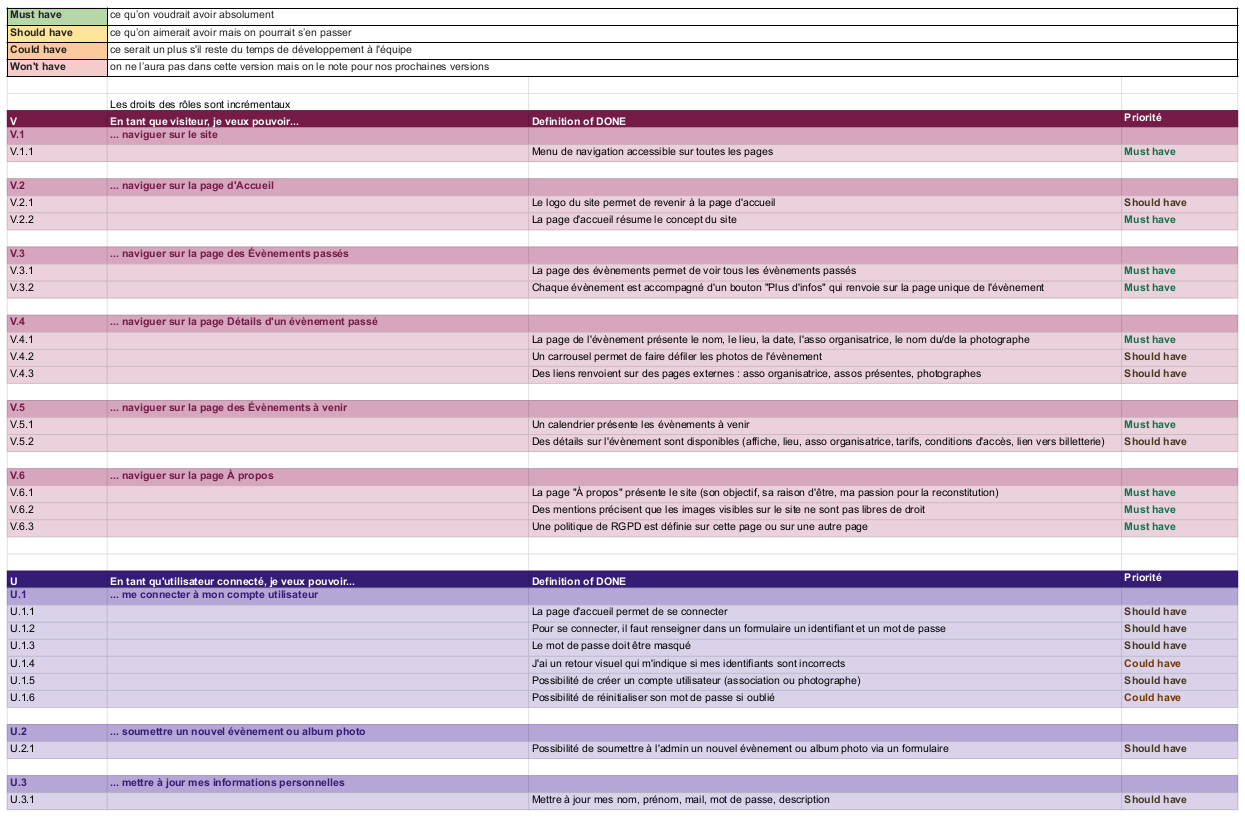 Must have ce qu'on voudrait avoir absolument
Should have ce qu'on aimerait avoir mais on pourrait s'en passer
Could have ce serait un plus s'il reste du temps de développement à l'équipe
Won't have on ne l'aura pas dans cette version mais on le note pour nos prochaines versions
Les droits des rôles sont incrémentaux
V En tant que visiteur, je veux pouvoir... Definition of DONE Priorité
V.1 ... naviguer sur le site
V.1.1 Menu de navigation accessible sur toutes les pages Must have
V.2 ... naviguer sur la page d'Accueil
V.2.1 Le logo du site permet de revenir à la page d'accueil Should have
V.2.2 La page d'accueil résume le concept du site Must have
V.3 ... naviguer sur la page des Évènements passés
V.3.1 La page des évènements permet de voir tous les évènements passés Must have
V.3.2 Chaque évènement est accompagné d'un bouton "Plus d'infos" qui renvoie sur la page unique de l'évènement Must have
V.4 ... naviguer sur la page Détails d'un évènement passé
V.4.1 La page de l'évènement présente le nom, le lieu, la date, l'asso organisatrice, le nom du/de la photographe Must have
V.4.2 Un carrousel permet de faire défiler les photos de l'évènement Should have
V.4.3 Des liens renvoient sur des pages externes : asso organisatrice, assos présentes, photographes Should have
V.5 ... naviguer sur la page des Évènements à venir
V.5.1 Un calendrier présente les évènements à venir Must have
V.5.2 Des détails sur l'évènement sont disponibles (affiche, lieu, asso organisatrice, tarifs, conditions d'accès, lien vers billetterie) Should have
V.6 ... naviguer sur la page À propos
V.6.1 La page "À propos" présente le site (son objectif, sa raison d'être, ma passion pour la reconstitution) Must have
V.6.2 Des mentions précisent que les images visibles sur le site ne sont pas libres de droit Must have
V.6.3 Une politique de RGPD est définie sur cette page ou sur une autre page Must have
U En tant qu'utilisateur connecté, je veux pouvoir... Definition of DONE Priorité
U.1 ... me connecter à mon compte utilisateur
U.1.1 La page d'accueil permet de se connecter Should have
U.1.2 Pour se connecter, il faut renseigner dans un formulaire un identifiant et un mot de passe Should have
U.1.3 Le mot de passe doit être masqué Should have
U.1.4 J'ai un retour visuel qui m'indique si mes identifiants sont incorrects Could have
U.1.5 Possibilité de créer un compte utilisateur (association ou photographe) Should have
U.1.6 Possibilité de réinitialiser son mot de passe si oublié Could have
U.2 ... soumettre un nouvel évènement ou album photo
U.2.1 Possibilité de soumettre à l'admin un nouvel évènement ou album photo via un formulaire Should have
U.3 ... mettre à jour mes informations personnelles
U.3.1 Mettre à jour mes nom, prénom, mail, mot de passe, description Should have